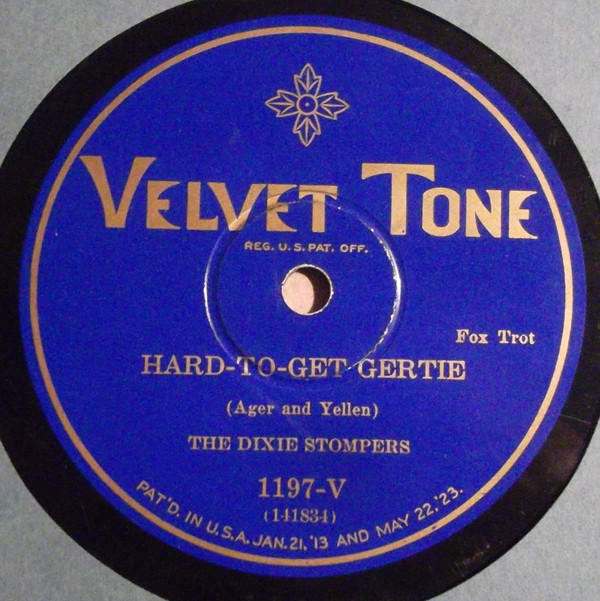 VELVET TONE
REG. U.S. PAT. OFF.
Fox Trot
HARD-TO-GET GERTIE
(Ager and Yellen)
THE DIXIE STOMPERS
1197-V
(141834)
PAT'D. IN U.S.A. JAN. 21, '13 AND MAY 22, '23.